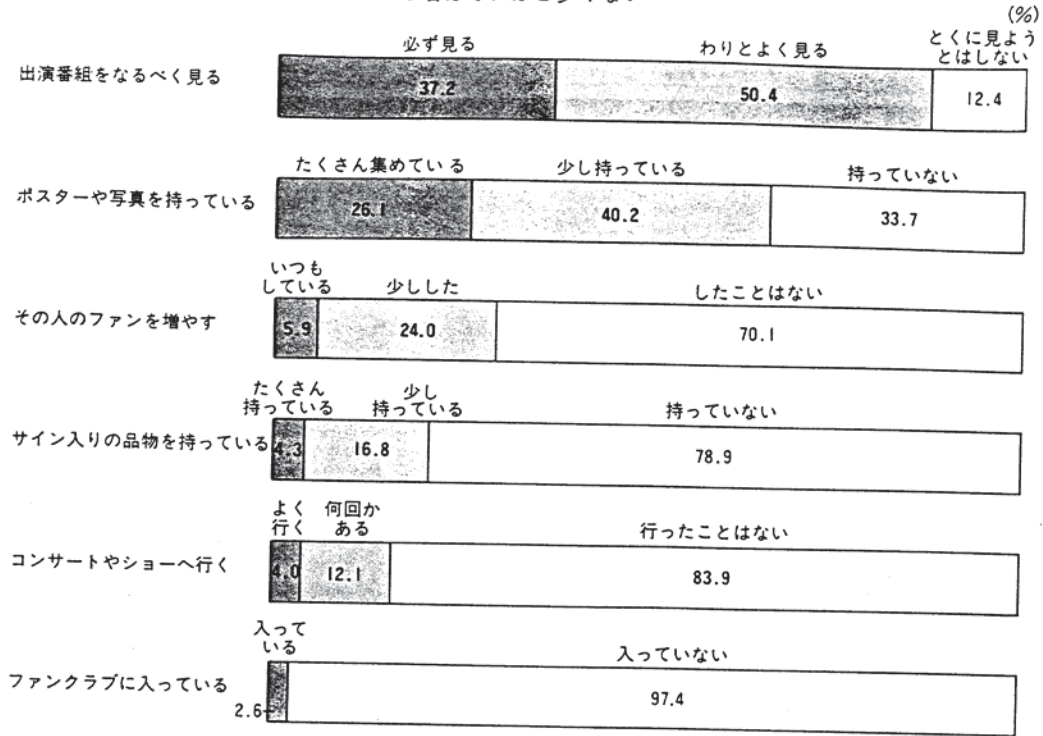 (%)
必ず見る
わりとよく見る
とくに見よう
とはしない
出演番組をなるべく見る
37.2
50.4
12.4
たくさん集めている
少し持っている
持っていない
ポスターや写真を持っている
26.1
40.2
33.7
いつも
している
少しした
したことはない
その人のファンを増やす
5.9
24.0
70.1
たくさん
持っている
少し
持っている
持っていない
サイン入りの品物を持っている
4.3
16.8
78.9
よく
行く
何回か
ある
行ったことはない
コンサートやショーへ行く
4.0
12.1
83.9
入って
いる
入っていない
ファンクラブに入っている
2.6
97.4